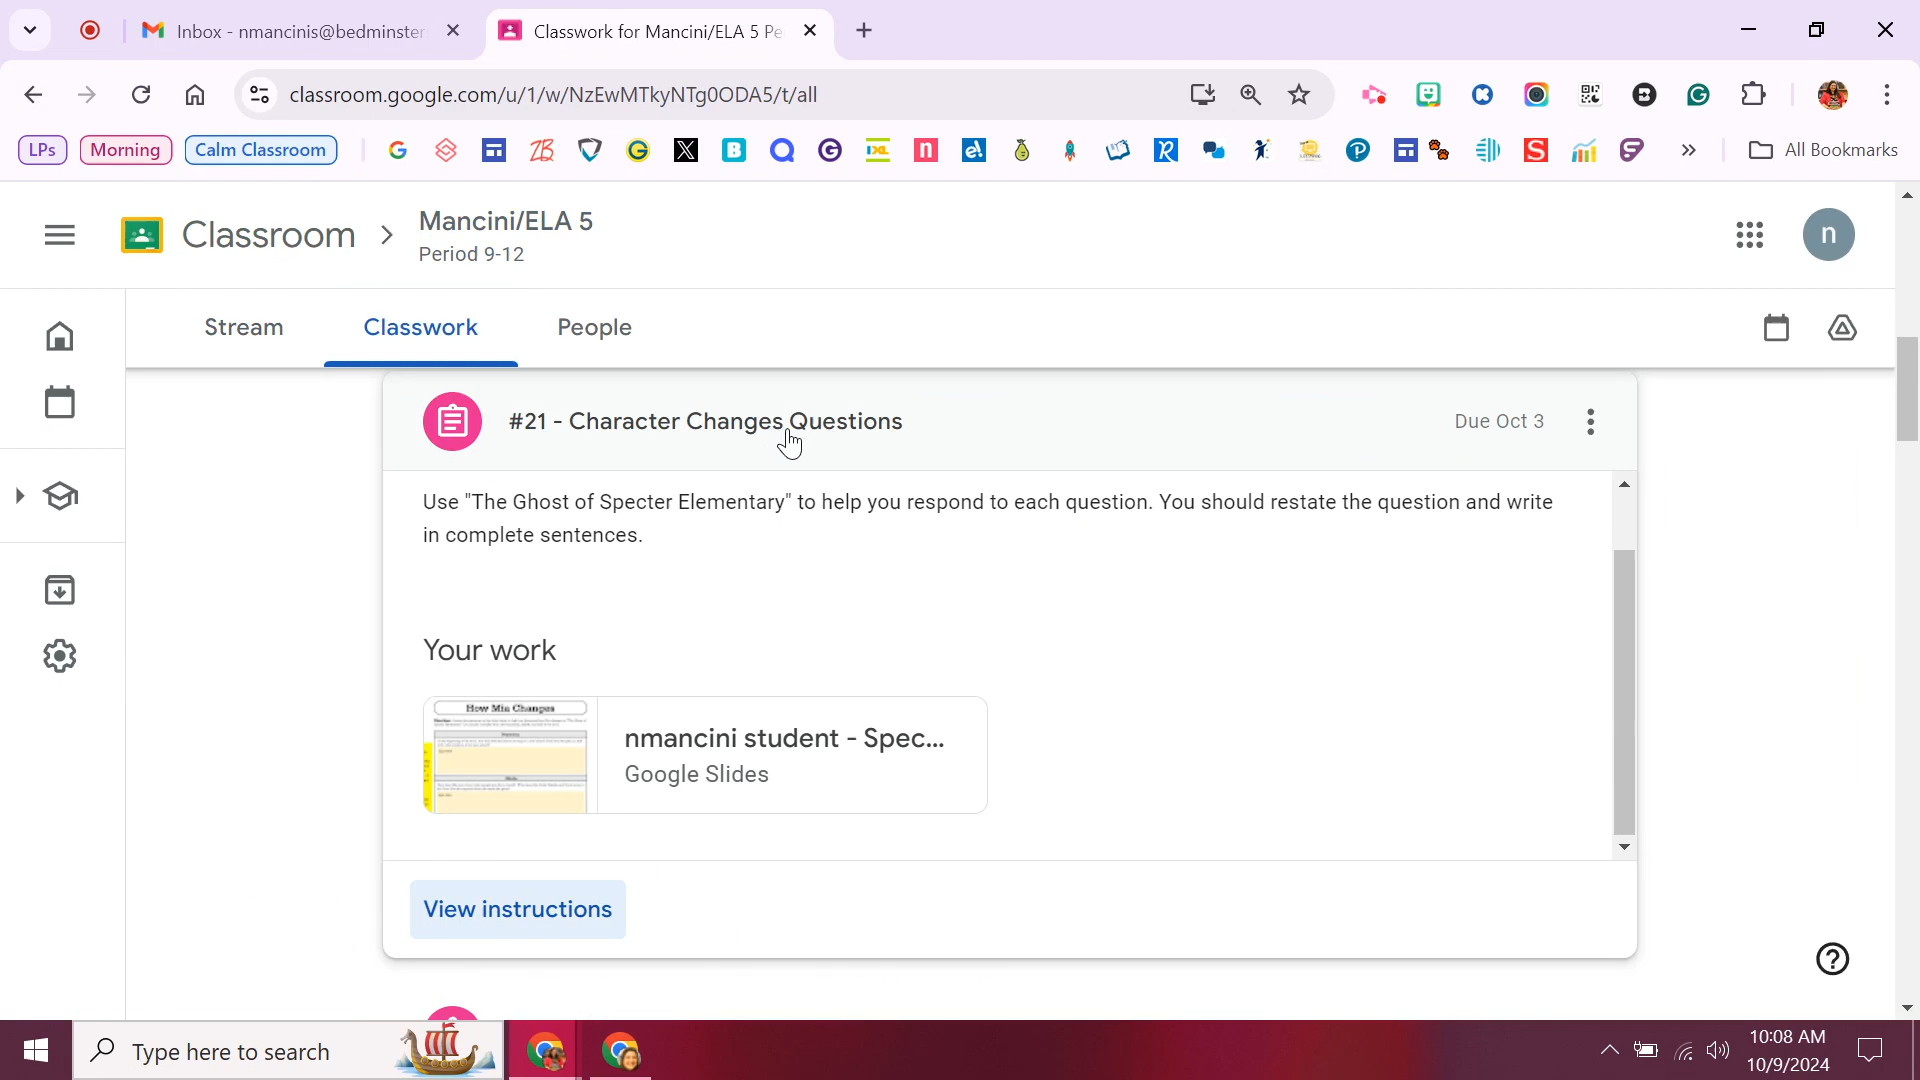 Inbox - nmancinis@bedminster
Classwork for Mancini/ELA 5 Pe
classroom.google.com/u/1/w/NzEwMTkyNTg0ODA5/t/all
LPs
Morning
Calm Classroom
All Bookmarks
Classroom
Mancini/ELA 5
Period 9-12
n
Stream
Classwork
People
#21 - Character Changes Questions
Due Oct 3
Use "The Ghost of Specter Elementary" to help you respond to each question. You should restate the question and write
in complete sentences.
Your work
How Mia Changes
nmancini student - Spec...
Google Slides
View instructions
Type here to search
10:08 AM
10/9/2024